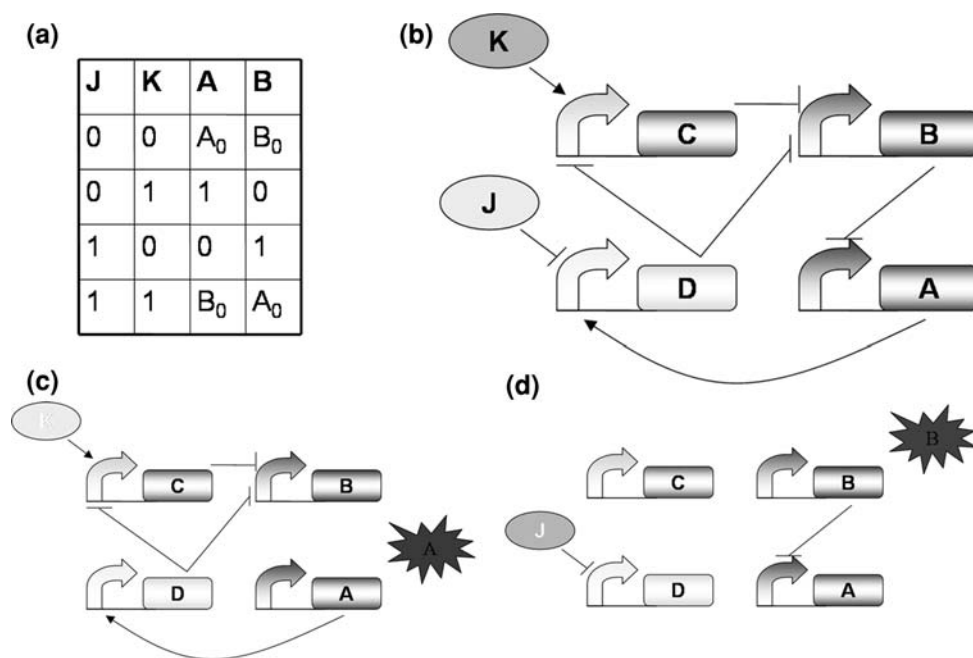 (a)
J K A B
0 0 A₀ B₀
0 1 1 0
1 0 0 1
1 1 B₀ A₀
(b)
K
C B
J
D A
(c)
K
C B
A
D A
(d)
B
C B
J
D A